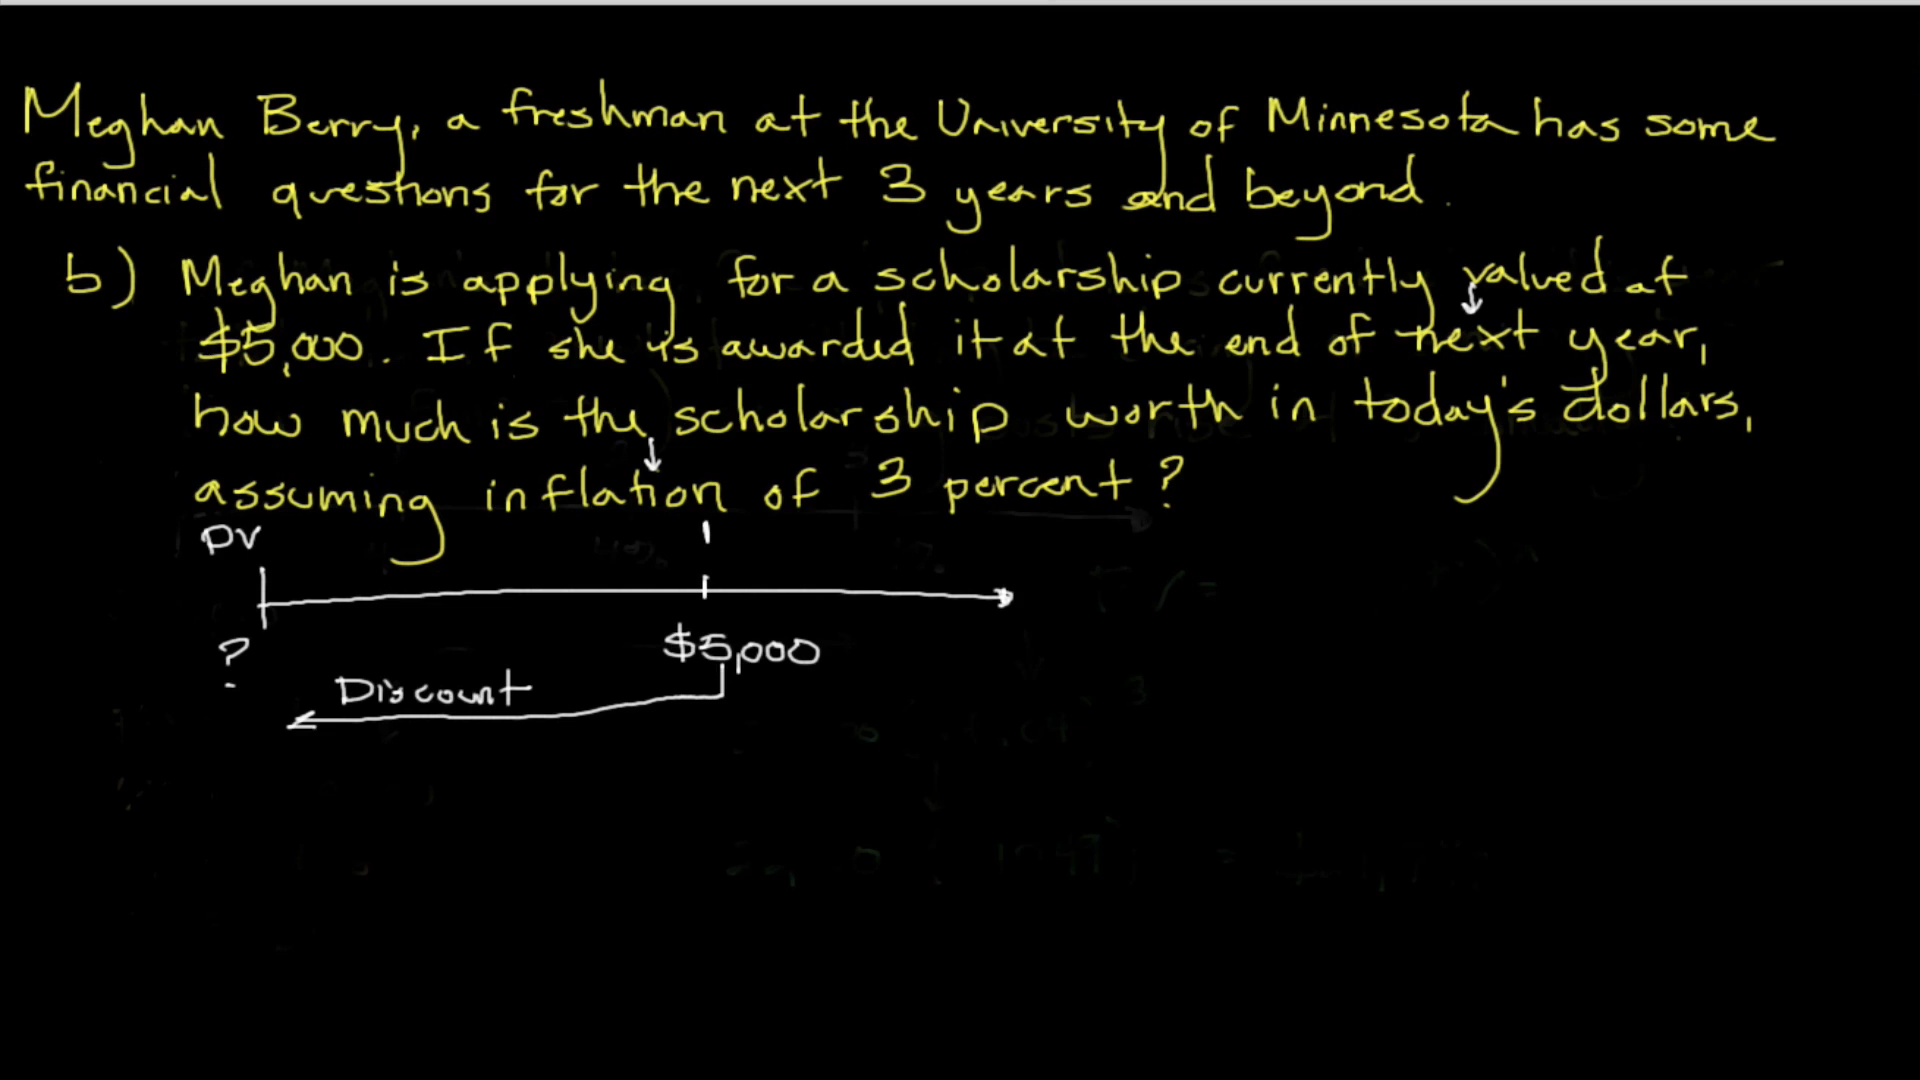 Meghan Berry, a freshman at the University of Minnesota has some
financial questions for the next 3 years and beyond.
b) Meghan is applying for a scholarship currently valued at
$5,000. If she is awarded it at the end of next year,
how much is the scholarship worth in today's dollars,
assuming inflation of 3 percent?
PV 1
? $5,000
Discount